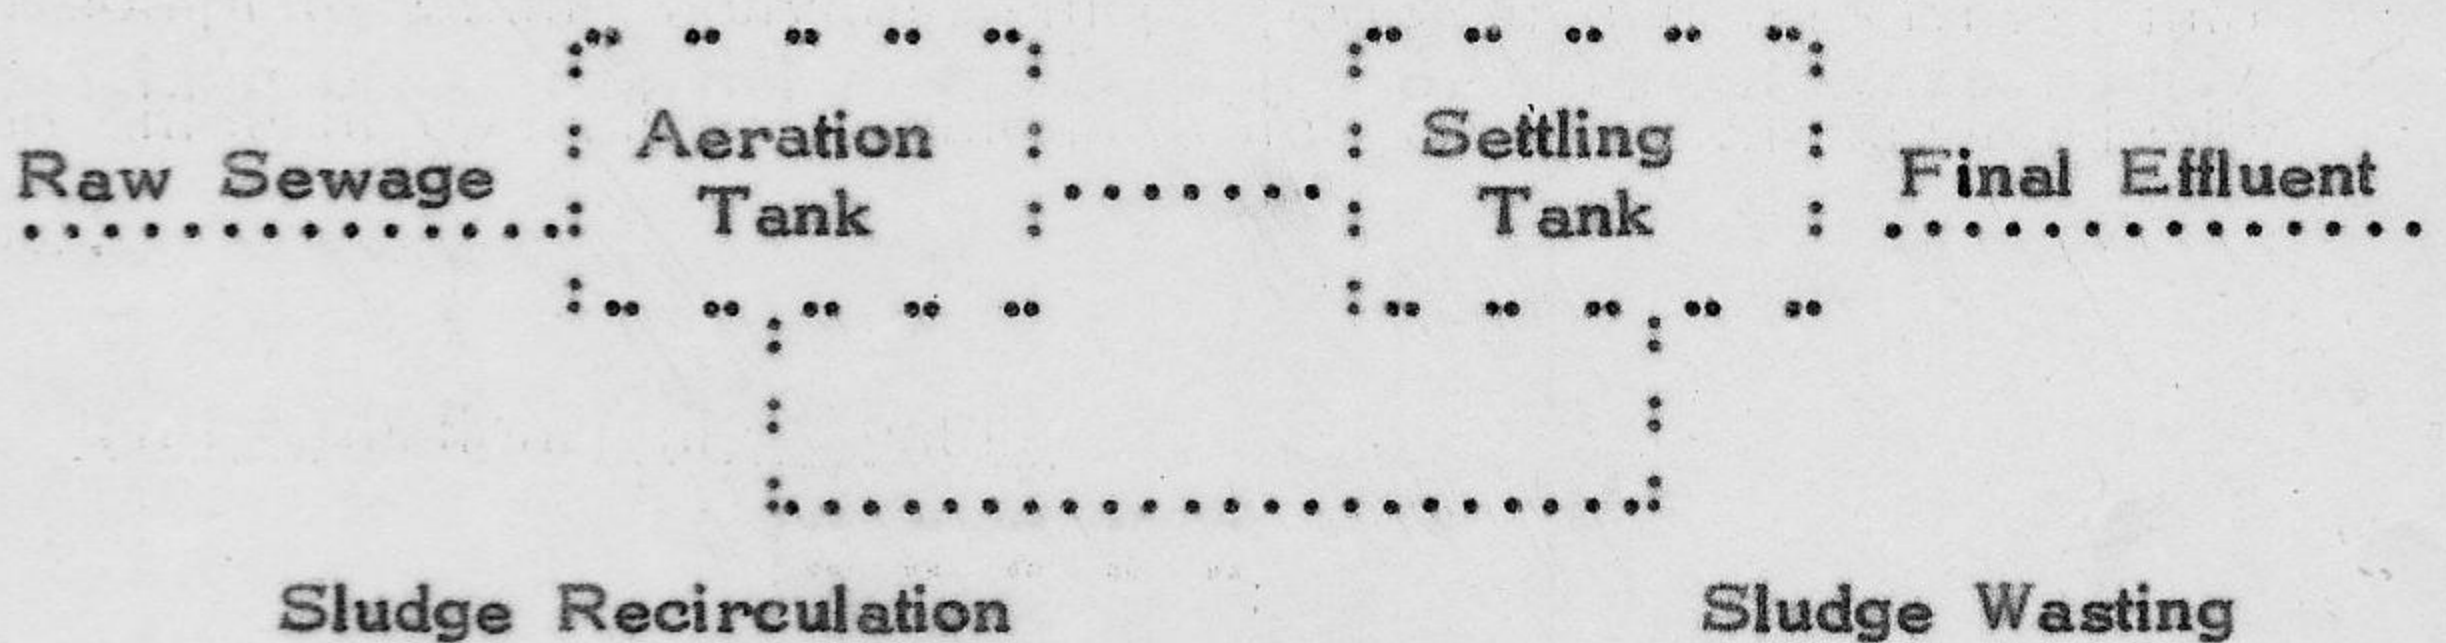 Aeration
Tank
Settling
Tank
Raw Sewage
Final Effluent
Sludge Recirculation
Sludge Wasting